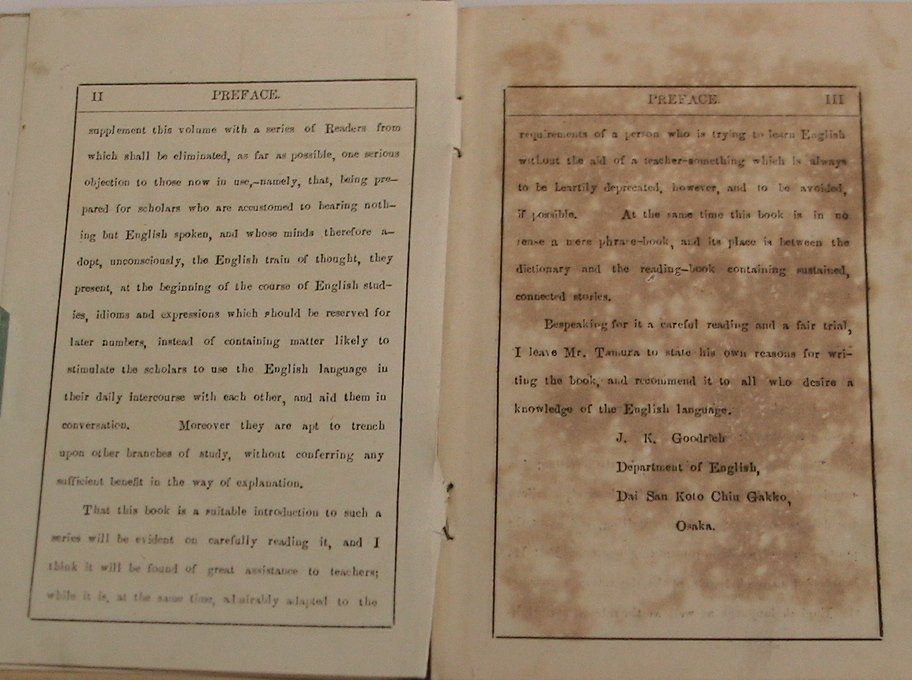 II PREFACE.
supplement this volume with a series of Readers from
which shall be eliminated, as far as possible, one serious
objection to those now in use,—namely, that, being pre—
pared for scholars who are accustomed to hearing noth—
ing but English spoken, and whose minds therefore a—
dopt, unconsciously, the English train of thought, they
present, at the beginning of the course of English stud—
ies, idioms and expressions which should be reserved for
later numbers, instead of containing matter likely to
stimulate the scholars to use the English language in
their daily intercourse with each other, and aid them in
conversation. Moreover they are apt to trench
upon other branches of study, without conferring any
sufficient benefit in the way of explanation.
That this book is a suitable introduction to such a
series will be evident on carefully reading it, and I
think it will be found of great assistance to teachers;
while it is, at the same time, admirably adapted to the
PREFACE. III
requirements of a person who is trying to learn English
without the aid of a teacher—something which is always
to be heartily deprecated, however, and to be avoided,
if possible. At the same time this book is in no
sense a mere phrase—book, and its place is between the
dictionary and the reading—book containing sustained,
connected stories.
Bespeaking for it a careful reading and a fair trial,
I leave Mr. Tamura to state his own reasons for wri—
ting the book, and recommend it to all who desire a
knowledge of the English language.
J. K. Goodrich
Department of English,
Dai San Koto Chiu Gakko,
Osaka.